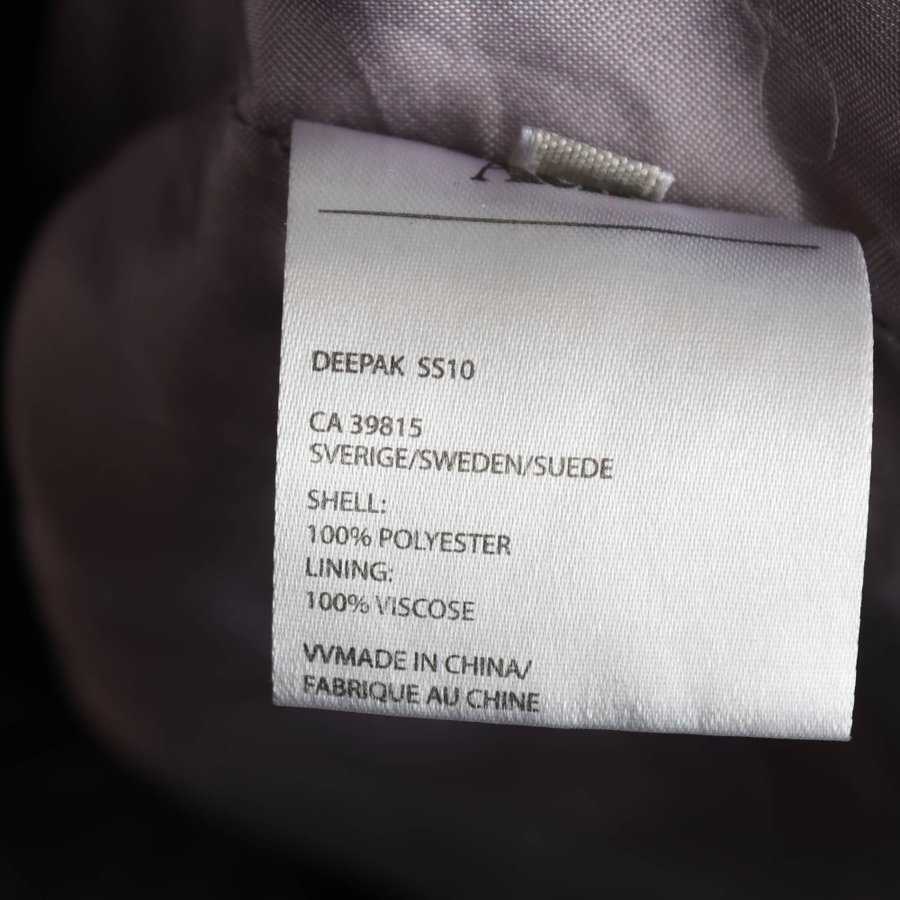 DEEPAK SS10
CA 39815
SVERIGE/SWEDEN/SUEDE
SHELL:
100% POLYESTER
LINING:
100% VISCOSE
VVMADE IN CHINA/
FABRIQUE AU CHINE